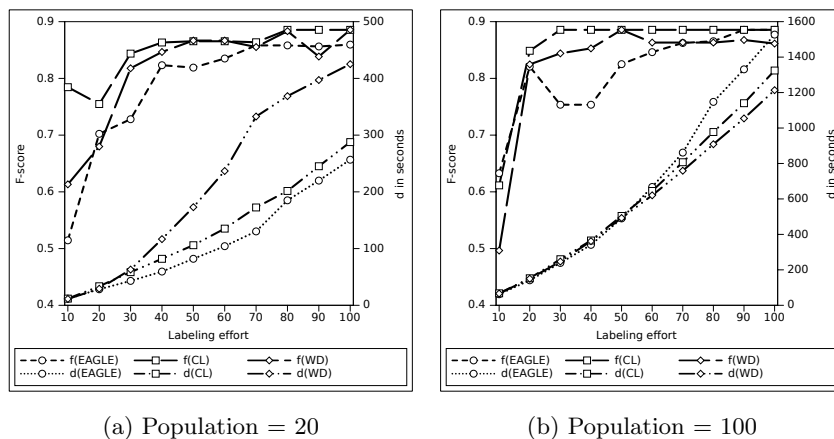 0.9
0.8
0.7
0.6
0.5
0.4
F-score
500
400
300
200
100
0
d in seconds
10 20 30 40 50 60 70 80 90 100
Labeling effort
f(EAGLE) f(CL) f(WD)
d(EAGLE) d(CL) d(WD)
(a) Population = 20
0.9
0.8
0.7
0.6
0.5
0.4
F-score
1600
1400
1200
1000
800
600
400
200
0
d in seconds
10 20 30 40 50 60 70 80 90 100
Labeling effort
f(EAGLE) f(CL) f(WD)
d(EAGLE) d(CL) d(WD)
(b) Population = 100